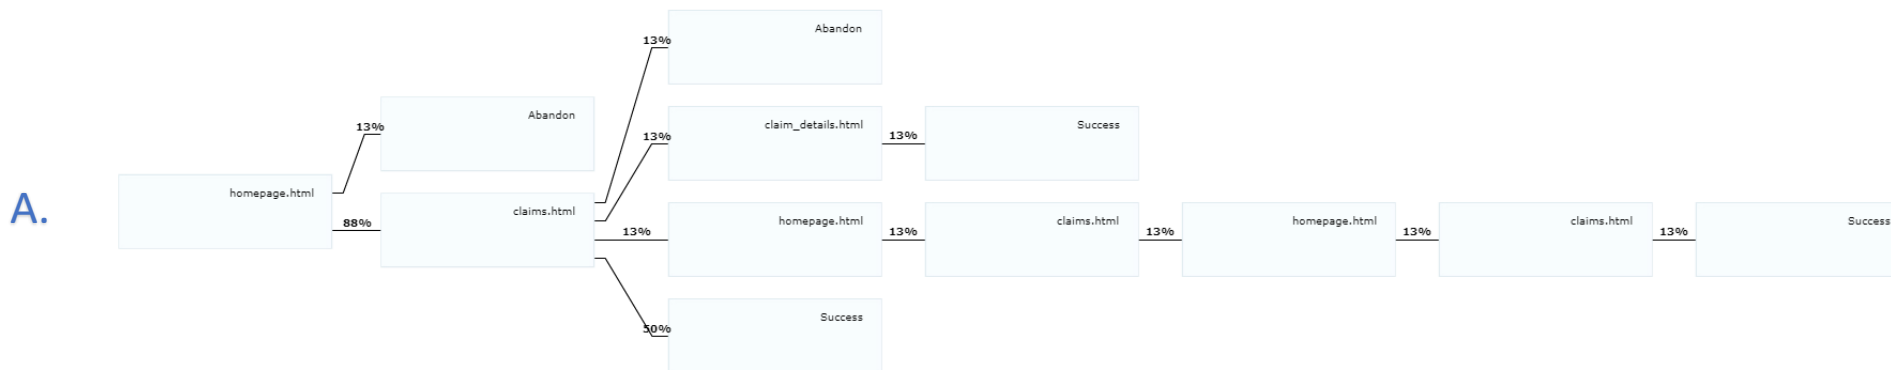 Abandon
13%
Abandon
13%
claim_details.html
13%
Success
13%
homepage.html
88%
claims.html
13%
homepage.html
13%
claims.html
13%
homepage.html
13%
claims.html
13%
Success
A.
50%
Success